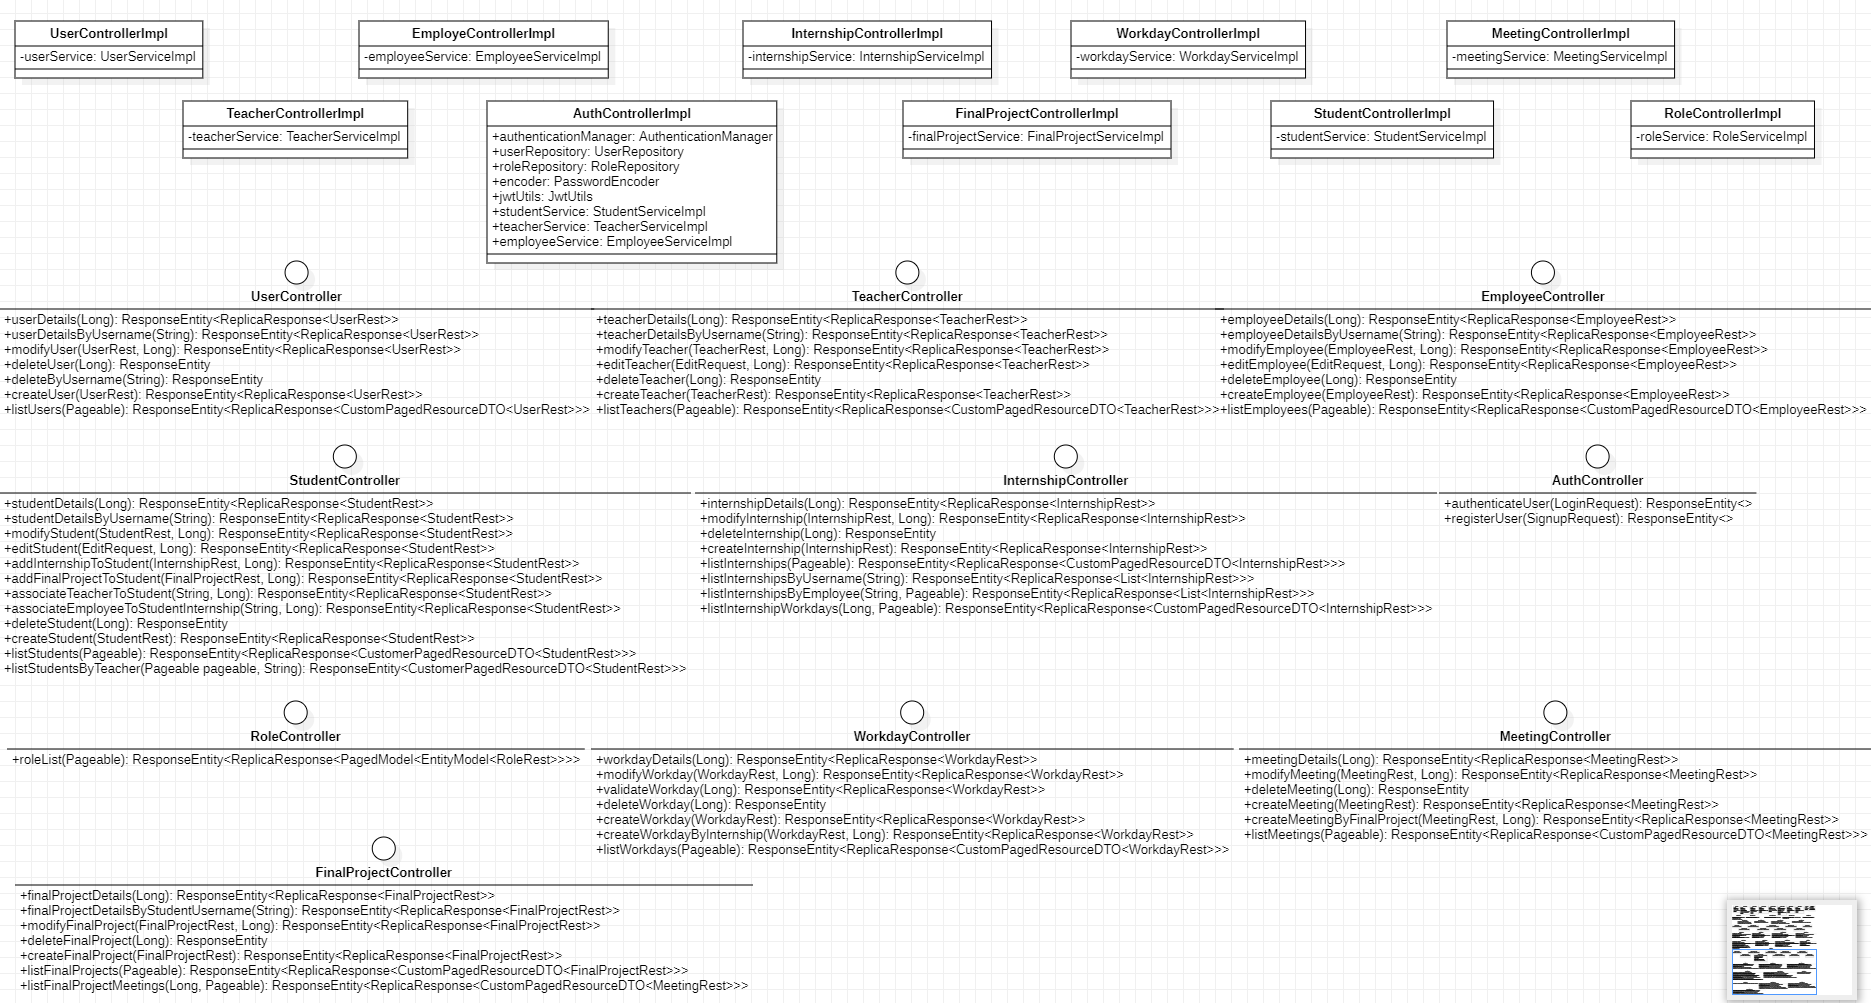 UserControllerImpl
-userService: UserServiceImpl
EmployeControllerImpl
-employeeService: EmployeeServiceImpl
InternshipControllerImpl
-internshipService: InternshipServiceImpl
WorkdayControllerImpl
-workdayService: WorkdayServiceImpl
MeetingControllerImpl
-meetingService: MeetingServiceImpl
TeacherControllerImpl
-teacherService: TeacherServiceImpl
AuthControllerImpl
+authenticationManager: AuthenticationManager
+userRepository: UserRepository
+roleRepository: RoleRepository
+encoder: PasswordEncoder
+jwtUtils: JwtUtils
+studentService: StudentServiceImpl
+teacherService: TeacherServiceImpl
+employeeService: EmployeeServiceImpl
FinalProjectControllerImpl
-finalProjectService: FinalProjectServiceImpl
StudentControllerImpl
-studentService: StudentServiceImpl
RoleControllerImpl
-roleService: RoleServiceImpl
UserController
+userDetails(Long): ResponseEntity<ReplicaResponse<UserRest>>
+userDetailsByUsername(String): ResponseEntity<ReplicaResponse<UserRest>>
+modifyUser(UserRest, Long): ResponseEntity<ReplicaResponse<UserRest>>
+deleteUser(Long): ResponseEntity
+deleteByUsername(String): ResponseEntity
+createUser(UserRest): ResponseEntity<ReplicaResponse<UserRest>>
+listUsers(Pageable): ResponseEntity<ReplicaResponse<CustomPagedResourceDTO<UserRest>>>
TeacherController
+teacherDetails(Long): ResponseEntity<ReplicaResponse<TeacherRest>>
+teacherDetailsByUsername(String): ResponseEntity<ReplicaResponse<TeacherRest>>
+modifyTeacher(TeacherRest, Long): ResponseEntity<ReplicaResponse<TeacherRest>>
+editTeacher(EditRequest, Long): ResponseEntity<ReplicaResponse<TeacherRest>>
+deleteTeacher(Long): ResponseEntity
+createTeacher(TeacherRest): ResponseEntity<ReplicaResponse<TeacherRest>>
+listTeachers(Pageable): ResponseEntity<ReplicaResponse<CustomPagedResourceDTO<TeacherRest>>>
EmployeeController
+employeeDetails(Long): ResponseEntity<ReplicaResponse<EmployeeRest>>
+employeeDetailsByUsername(String): ResponseEntity<ReplicaResponse<EmployeeRest>>
+modifyEmployee(EmployeeRest, Long): ResponseEntity<ReplicaResponse<EmployeeRest>>
+editEmployee(EditRequest, Long): ResponseEntity<ReplicaResponse<EmployeeRest>>
+deleteEmployee(Long): ResponseEntity
+createEmployee(EmployeeRest): ResponseEntity<ReplicaResponse<EmployeeRest>>
+listEmployees(Pageable): ResponseEntity<ReplicaResponse<CustomPagedResourceDTO<EmployeeRest>>>
StudentController
+studentDetails(Long): ResponseEntity<ReplicaResponse<StudentRest>>
+studentDetailsByUsername(String): ResponseEntity<ReplicaResponse<StudentRest>>
+modifyStudent(StudentRest, Long): ResponseEntity<ReplicaResponse<StudentRest>>
+editStudent(EditRequest, Long): ResponseEntity<ReplicaResponse<StudentRest>>
+addInternshipToStudent(InternshipRest, Long): ResponseEntity<ReplicaResponse<StudentRest>>
+addFinalProjectToStudent(FinalProjectRest, Long): ResponseEntity<ReplicaResponse<StudentRest>>
+associateTeacherToStudent(String, Long): ResponseEntity<ReplicaResponse<StudentRest>>
+associateEmployeeToStudentInternship(String, Long): ResponseEntity<ReplicaResponse<StudentRest>>
+deleteStudent(Long): ResponseEntity
+createStudent(StudentRest): ResponseEntity<ReplicaResponse<StudentRest>>
+listStudents(Pageable): ResponseEntity<ReplicaResponse<CustomerPagedResourceDTO<StudentRest>>>
+listStudentsByTeacher(Pageable pageable, String): ResponseEntity<CustomerPagedResourceDTO<StudentRest>>>
InternshipController
+internshipDetails(Long): ResponseEntity<ReplicaResponse<InternshipRest>>
+modifyInternship(InternshipRest, Long): ResponseEntity<ReplicaResponse<InternshipRest>>
+deleteInternship(Long): ResponseEntity
+createInternship(InternshipRest): ResponseEntity<ReplicaResponse<InternshipRest>>
+listInternships(Pageable): ResponseEntity<ReplicaResponse<CustomPagedResourceDTO<InternshipRest>>>
+listInternshipsByUsername(String): ResponseEntity<ReplicaResponse<List<InternshipRest>>>
+listInternshipsByEmployee(String, Pageable): ResponseEntity<ReplicaResponse<List<InternshipRest>>>
+listInternshipWorkdays(Long, Pageable): ResponseEntity<ReplicaResponse<CustomPagedResourceDTO<InternshipRest>>>
AuthController
+authenticateUser(LoginRequest): ResponseEntity<>
+registerUser(SignupRequest): ResponseEntity<>
RoleController
+roleList(Pageable): ResponseEntity<ReplicaResponse<PagedModel<EntityModel<RoleRest>>>>
WorkdayController
+workdayDetails(Long): ResponseEntity<ReplicaResponse<WorkdayRest>>
+modifyWorkday(WorkdayRest, Long): ResponseEntity<ReplicaResponse<WorkdayRest>>
+validateWorkday(Long): ResponseEntity<ReplicaResponse<WorkdayRest>>
+deleteWorkday(Long): ResponseEntity
+createWorkday(WorkdayRest): ResponseEntity<ReplicaResponse<WorkdayRest>>
+createWorkdayByInternship(WorkdayRest, Long): ResponseEntity<ReplicaResponse<WorkdayRest>>
+listWorkdays(Pageable): ResponseEntity<ReplicaResponse<CustomPagedResourceDTO<WorkdayRest>>>
MeetingController
+meetingDetails(Long): ResponseEntity<ReplicaResponse<MeetingRest>>
+modifyMeeting(MeetingRest, Long): ResponseEntity<ReplicaResponse<MeetingRest>>
+deleteMeeting(Long): ResponseEntity
+createMeeting(MeetingRest): ResponseEntity<ReplicaResponse<MeetingRest>>
+createMeetingByFinalProject(MeetingRest, Long): ResponseEntity<ReplicaResponse<MeetingRest>>
+listMeetings(Pageable): ResponseEntity<ReplicaResponse<CustomPagedResourceDTO<MeetingRest>>>
FinalProjectController
+finalProjectDetails(Long): ResponseEntity<ReplicaResponse<FinalProjectRest>>
+finalProjectDetailsByStudentUsername(String): ResponseEntity<ReplicaResponse<FinalProjectRest>>
+modifyFinalProject(FinalProjectRest, Long): ResponseEntity<ReplicaResponse<FinalProjectRest>>
+deleteFinalProject(Long): ResponseEntity
+createFinalProject(FinalProjectRest): ResponseEntity<ReplicaResponse<FinalProjectRest>>
+listFinalProjects(Pageable): ResponseEntity<ReplicaResponse<CustomPagedResourceDTO<FinalProjectRest>>>
+listFinalProjectMeetings(Long, Pageable): ResponseEntity<ReplicaResponse<CustomPagedResourceDTO<MeetingRest>>>